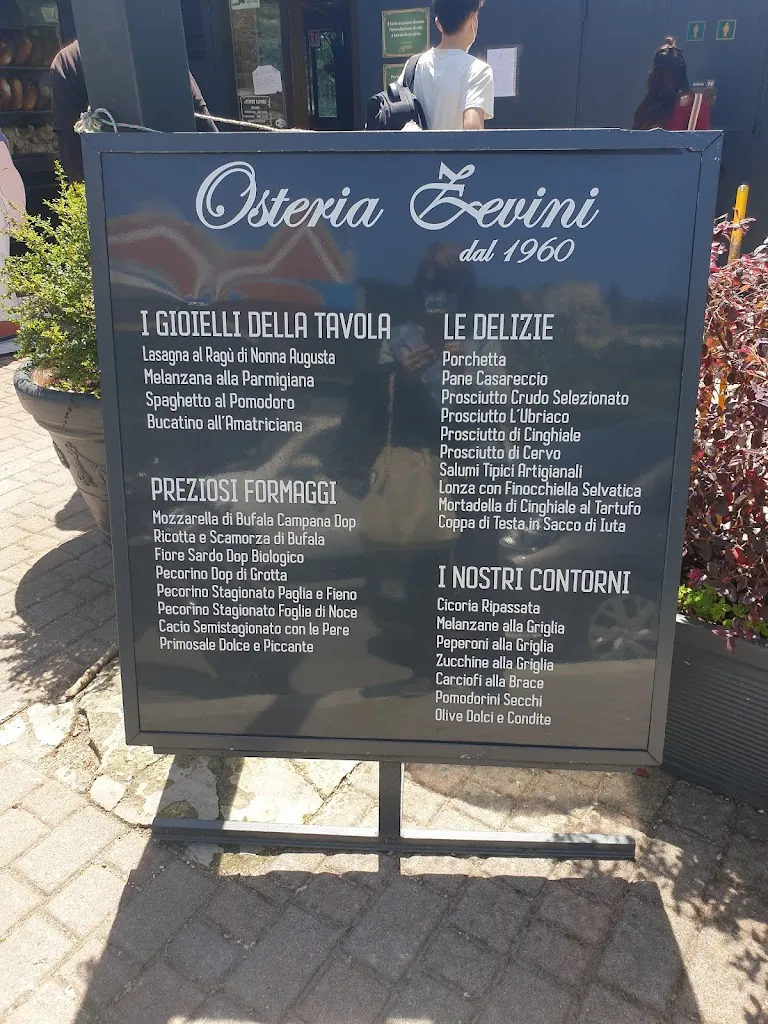 Osteria Zevini
dal 1960
I GIOIELLI DELLA TAVOLA
Lasagna al Ragù di Nonna Augusta
Melanzana alla Parmigiana
Spaghetto al Pomodoro
Bucatino all'Amatriciana
PREZIOSI FORMAGGI
Mozzarella di Bufala Campana Dop
Ricotta e Scamorza di Bufala
Fiore Sardo Dop Biologico
Pecorino Dop di Grotta
Pecorino Stagionato Paglia e Fieno
Pecorino Stagionato Foglie di Noce
Cacio Semistagionato con le Pere
Primosale Dolce e Piccante
LE DELIZIE
Porchetta
Pane Casareccio
Prosciutto Crudo Selezionato
Prosciutto L'Ubriaco
Prosciutto di Cinghiale
Prosciutto di Cervo
Salumi Tipici Artigianali
Lonza con Finocchiella Selvatica
Mortadella di Cinghiale al Tartufo
Coppa di Testa in Sacco di Iuta
I NOSTRI CONTORNI
Cicoria Ripassata
Melanzane alla Griglia
Peperoni alla Griglia
Zucchine alla Griglia
Carciofi alla Brace
Pomodorini Secchi
Olive Dolci e Condite